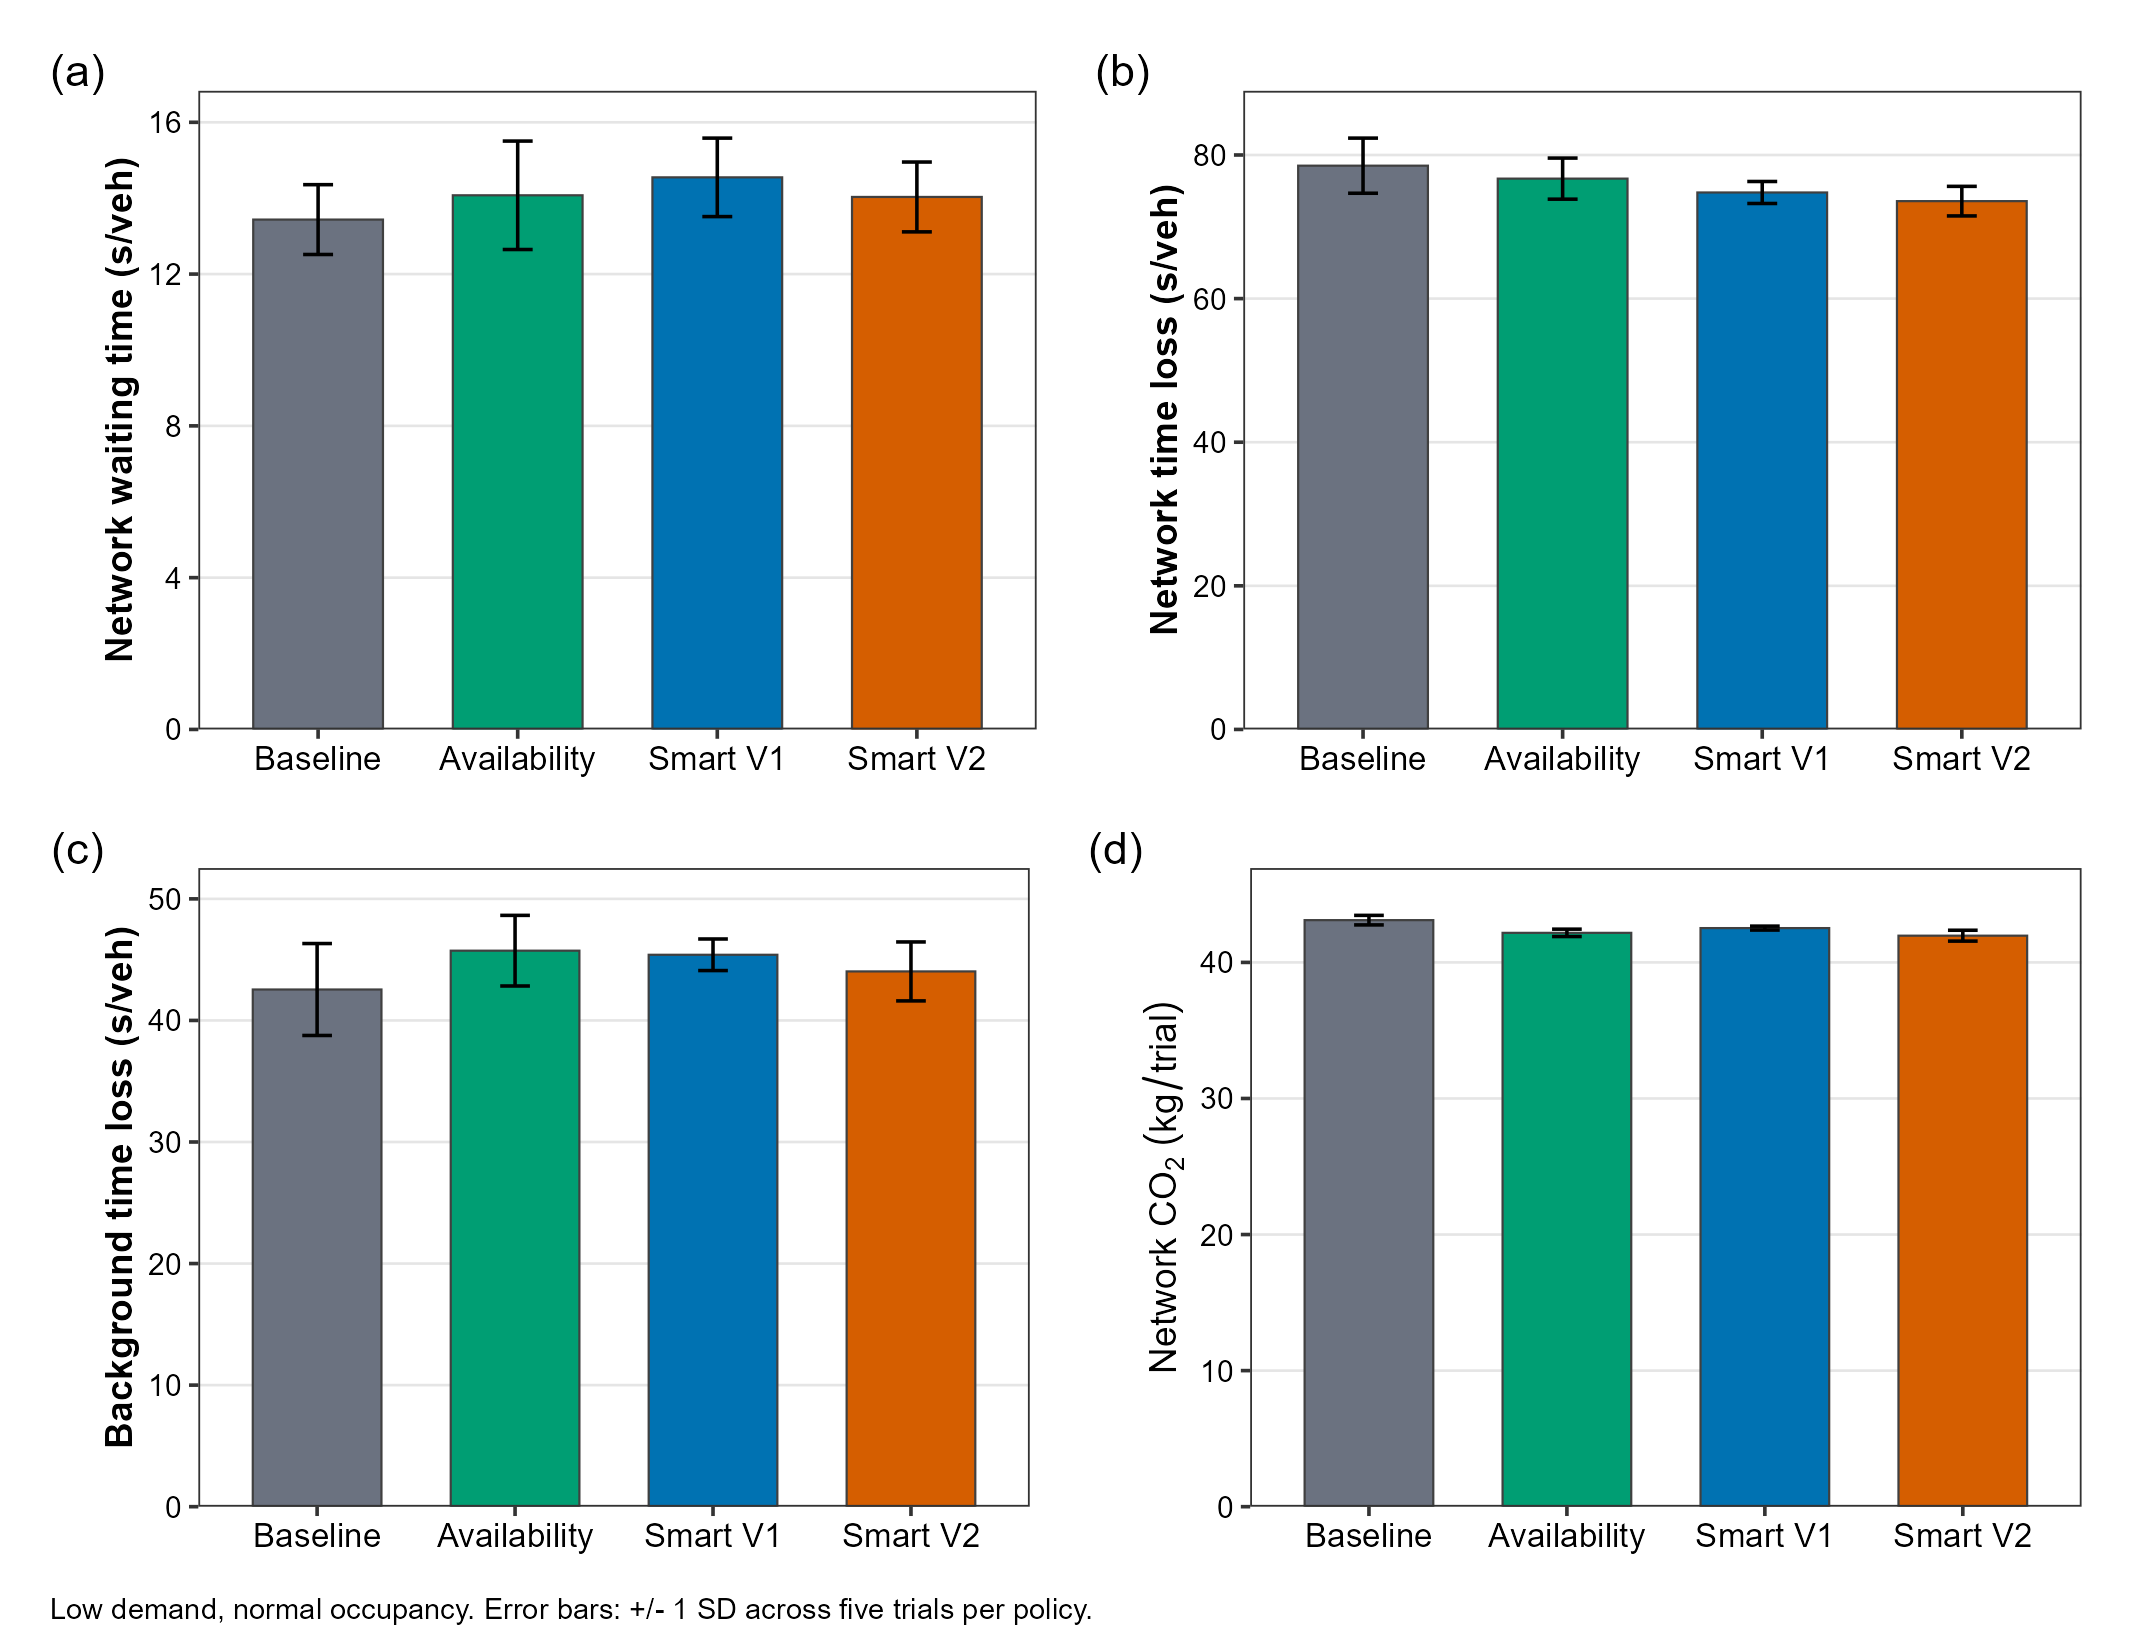 (a)
Network waiting time (s/veh)
16
12
8
4
0
Baseline Availability Smart V1 Smart V2
(b)
Network time loss (s/veh)
80
60
40
20
0
Baseline Availability Smart V1 Smart V2
(c)
Background time loss (s/veh)
50
40
30
20
10
0
Baseline Availability Smart V1 Smart V2
(d)
Network CO₂ (kg/trial)
40
30
20
10
0
Baseline Availability Smart V1 Smart V2
Low demand, normal occupancy. Error bars: +/- 1 SD across five trials per policy.